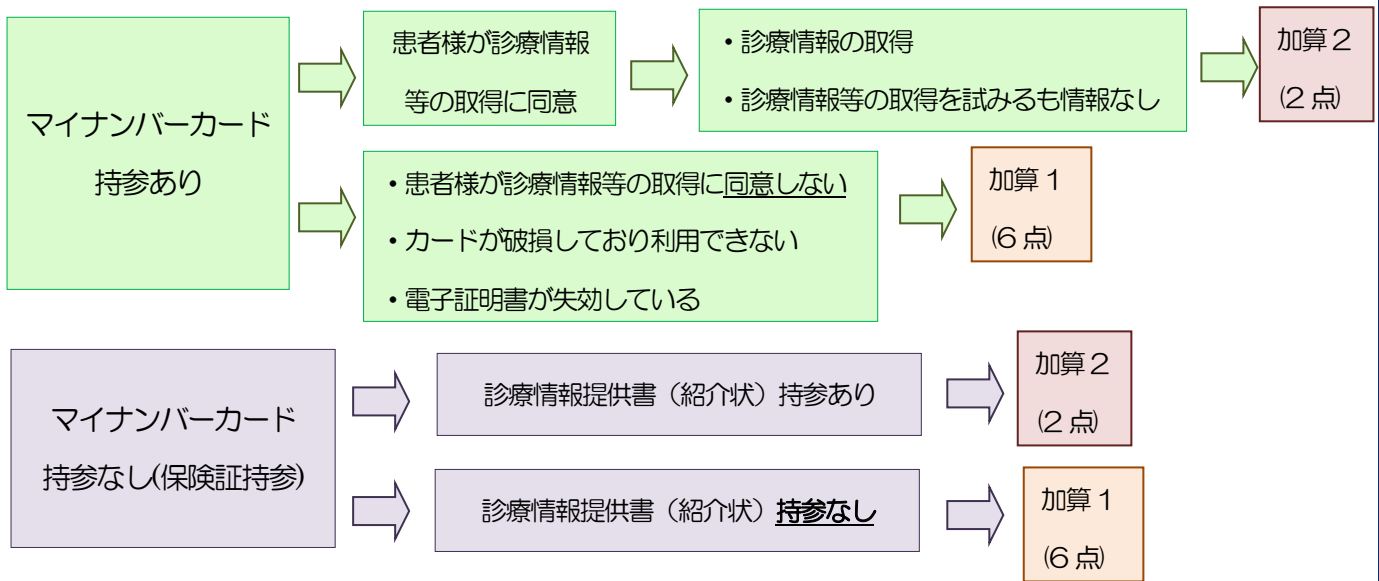 マイナンバーカード
持参あり
患者様が診療情報
等の取得に同意
・診療情報の取得
・診療情報等の取得を試みるも情報なし
加算2
(2点)
・患者様が診療情報等の取得に同意しない
・カードが破損しており利用できない
・電子証明書が失効している
加算1
(6点)
マイナンバーカード
持参なし(保険証持参)
診療情報提供書（紹介状）持参あり
加算2
(2点)
診療情報提供書（紹介状）持参なし
加算1
(6点)